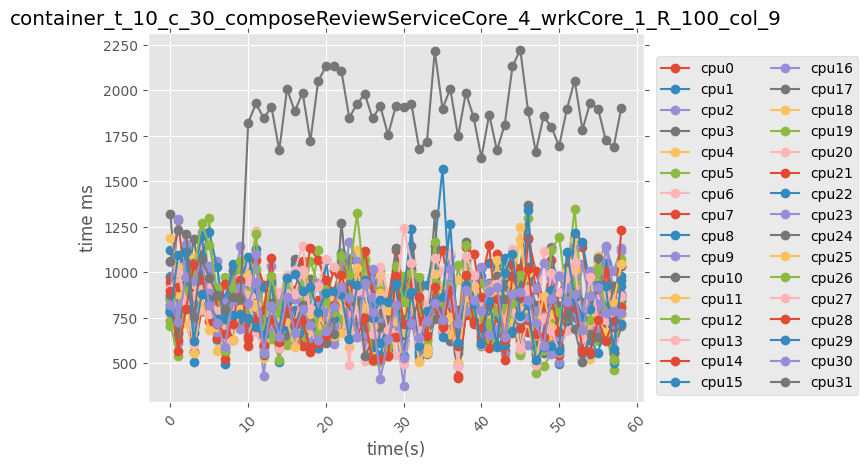 container_t_10_c_30_composeReviewServiceCore_4_wrkCore_1_R_100_col_9
time ms
2250
2000
1750
1500
1250
1000
750
500
0
10
20
30
40
50
60
time(s)
cpu0
cpu1
cpu2
cpu3
cpu4
cpu5
cpu6
cpu7
cpu8
cpu9
cpu10
cpu11
cpu12
cpu13
cpu14
cpu15
cpu16
cpu17
cpu18
cpu19
cpu20
cpu21
cpu22
cpu23
cpu24
cpu25
cpu26
cpu27
cpu28
cpu29
cpu30
cpu31